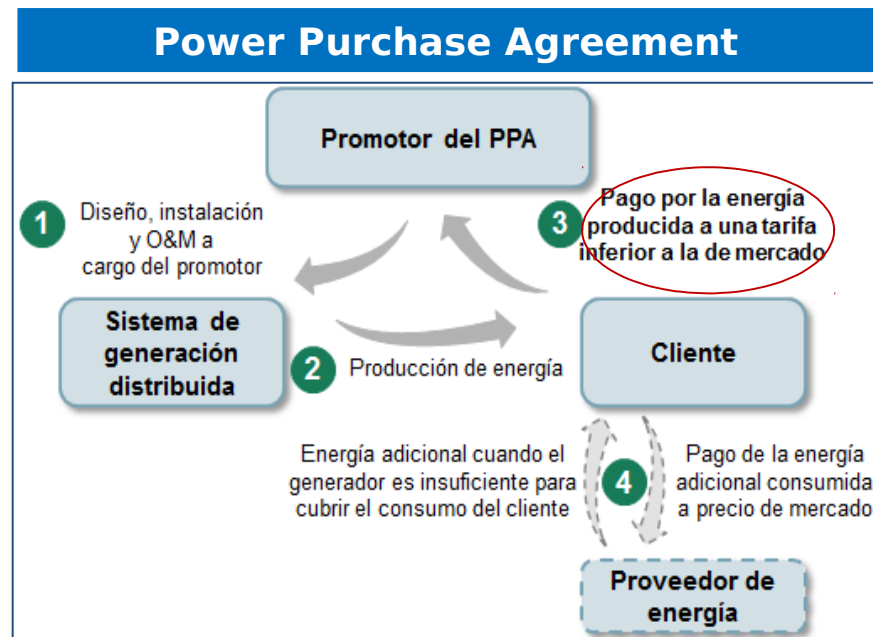 Power Purchase Agreement
Promotor del PPA
1
Diseño, instalación
y O&M a
cargo del promotor
3
Pago por la energía
producida a una tarifa
inferior a la de mercado
Sistema de
generación
distribuida
2
Producción de energía
Cliente
Energía adicional cuando el
generador es insuficiente para
cubrir el consumo del cliente
4
Pago de la energía
adicional consumida
a precio de mercado
Proveedor de
energía